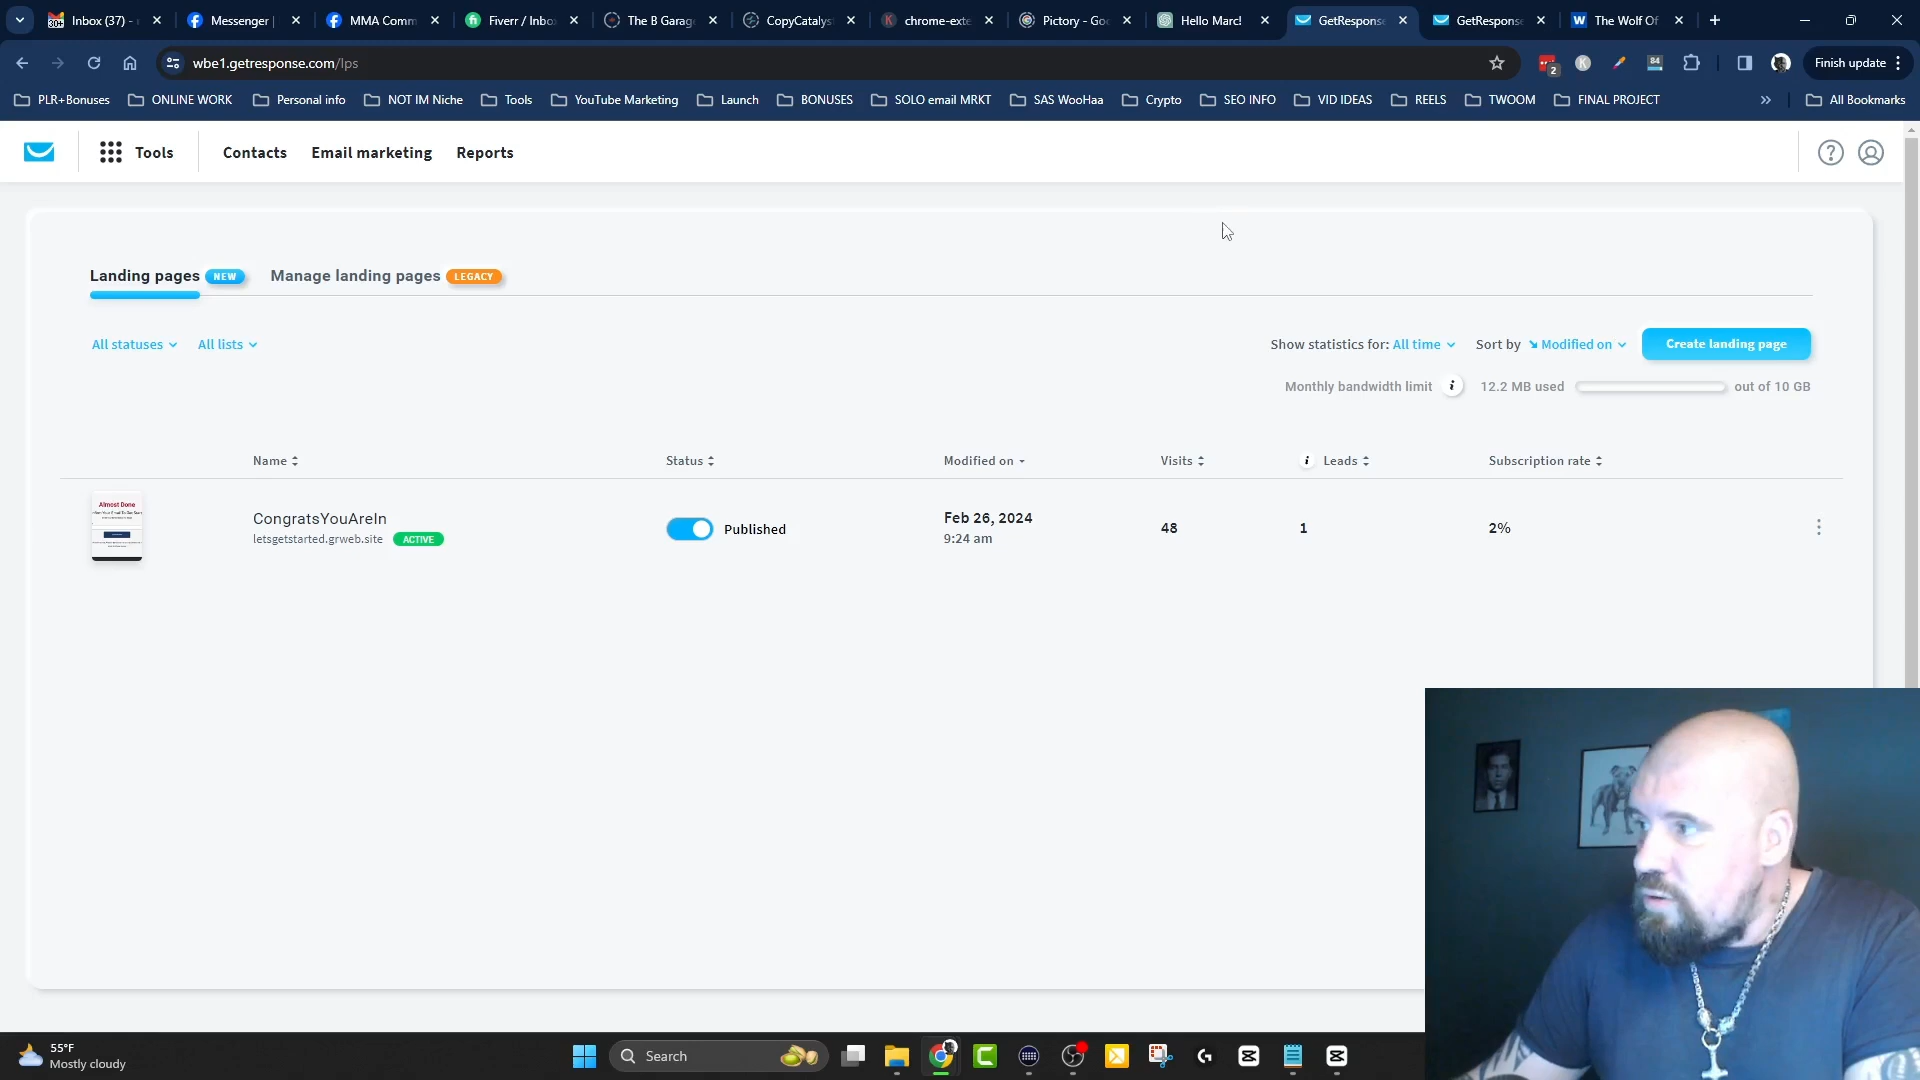 Inbox (37) -
Messenger |
MMA Comm
Fiverr / Inbo
The B Garag
CopyCatalys
chrome-exte
Pictory - Go
Hello Marc!
GetRespons
GetRespons
The Wolf Of
wbe1.getresponse.com/lps
2
84
Finish update
PLR+Bonuses
ONLINE WORK
Personal info
NOT IM Niche
Tools
YouTube Marketing
Launch
BONUSES
SOLO email MRKT
SAS WooHaa
Crypto
SEO INFO
VID IDEAS
REELS
TWOOM
FINAL PROJECT
»
All Bookmarks
Tools
Contacts
Email marketing
Reports
Landing pages NEW
Manage landing pages LEGACY
All statuses
All lists
Show statistics for: All time
Sort by Modified on
Create landing page
Monthly bandwidth limit i 12.2 MB used out of 10 GB
Name
Status
Modified on
Visits
i Leads
Subscription rate
Almost Done
CongratsYouAreIn
letsgetstarted.grweb.site ACTIVE
Published
Feb 26, 2024
9:24 am
48
1
2%
55°F
Mostly cloudy
Search